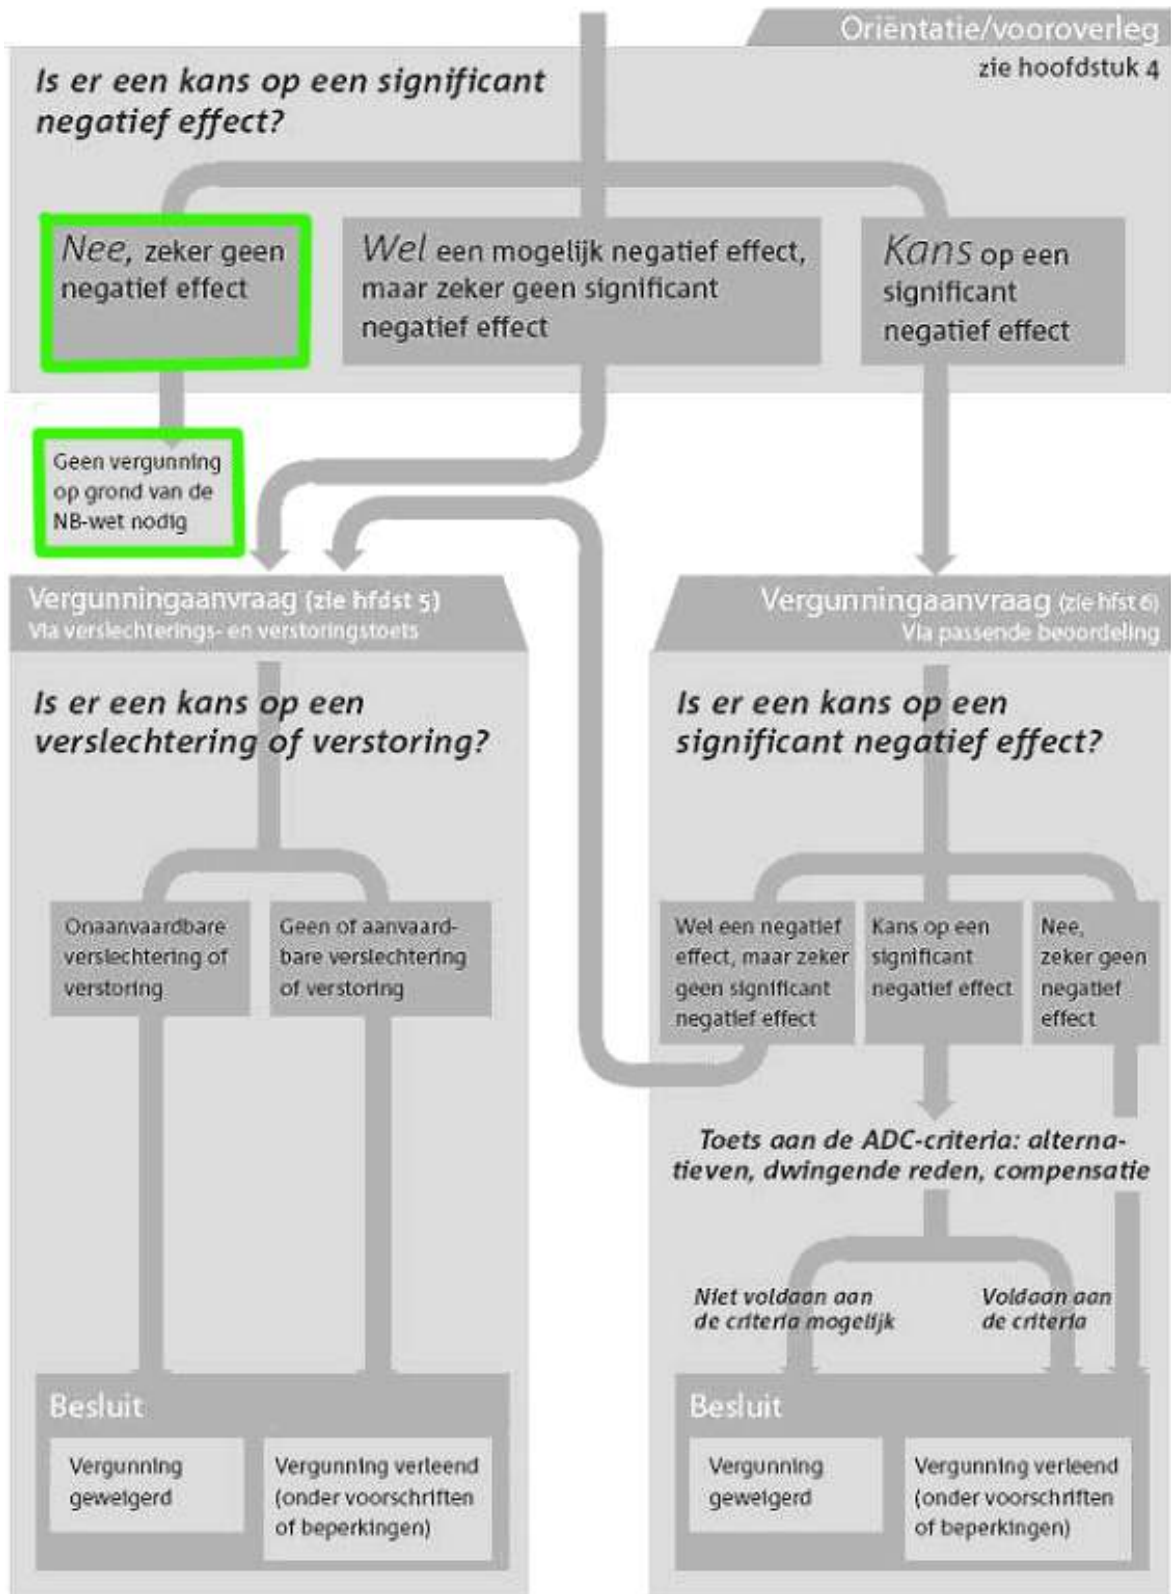 Oriëntatie/vooroverleg
zie hoofdstuk 4
Is er een kans op een significant
negatief effect?
Nee, zeker geen
negatief effect
Wel een mogelijk negatief effect,
maar zeker geen significant
negatief effect
Kans op een
significant
negatief effect
Geen vergunning
op grond van de
NB-wet nodig
Vergunningaanvraag (zie hfdst 5)
Via verslechterings- en verstoringstoets
Is er een kans op een
verslechtering of verstoring?
Onaanvaardbare
verslechtering of
verstoring
Geen of aanvaard-
bare verslechtering
of verstoring
Besluit
Vergunning
geweigerd
Vergunning verleend
(onder voorschriften
of beperkingen)
Vergunningaanvraag (zie hfst 6)
Via passende beoordeling
Is er een kans op een
significant negatief effect?
Wel een negatief
effect, maar zeker
geen significant
negatief effect
Kans op een
significant
negatief effect
Nee,
zeker geen
negatief
effect
Toets aan de ADC-criteria: alterna-
tieven, dwingende reden, compensatie
Niet voldaan aan
de criteria mogelijk
Voldaan aan
de criteria
Besluit
Vergunning
geweigerd
Vergunning verleend
(onder voorschriften
of beperkingen)